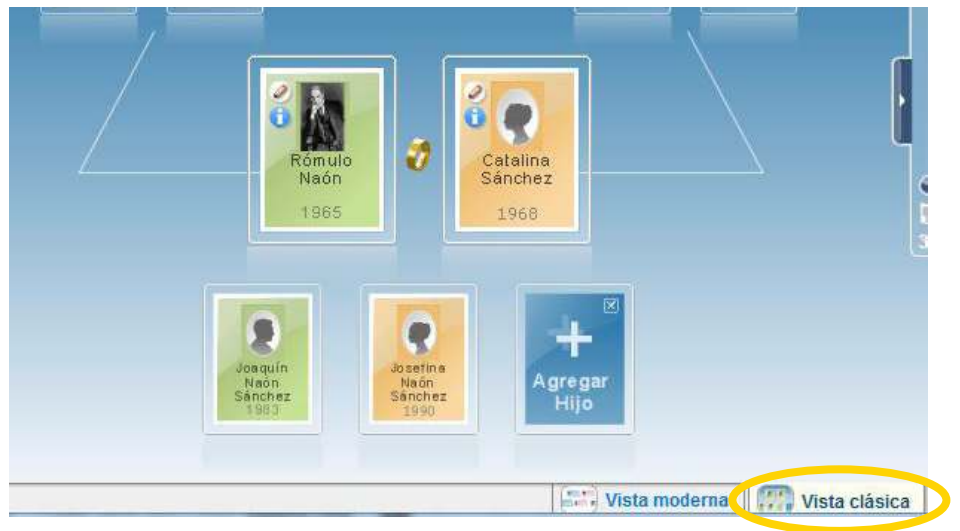 Rómulo
Naón
1965
Catalina
Sánchez
1968
Joaquín
Naón
Sánchez
1983
Josefina
Naón
Sánchez
1990
Agregar
Hijo
Vista moderna
Vista clásica